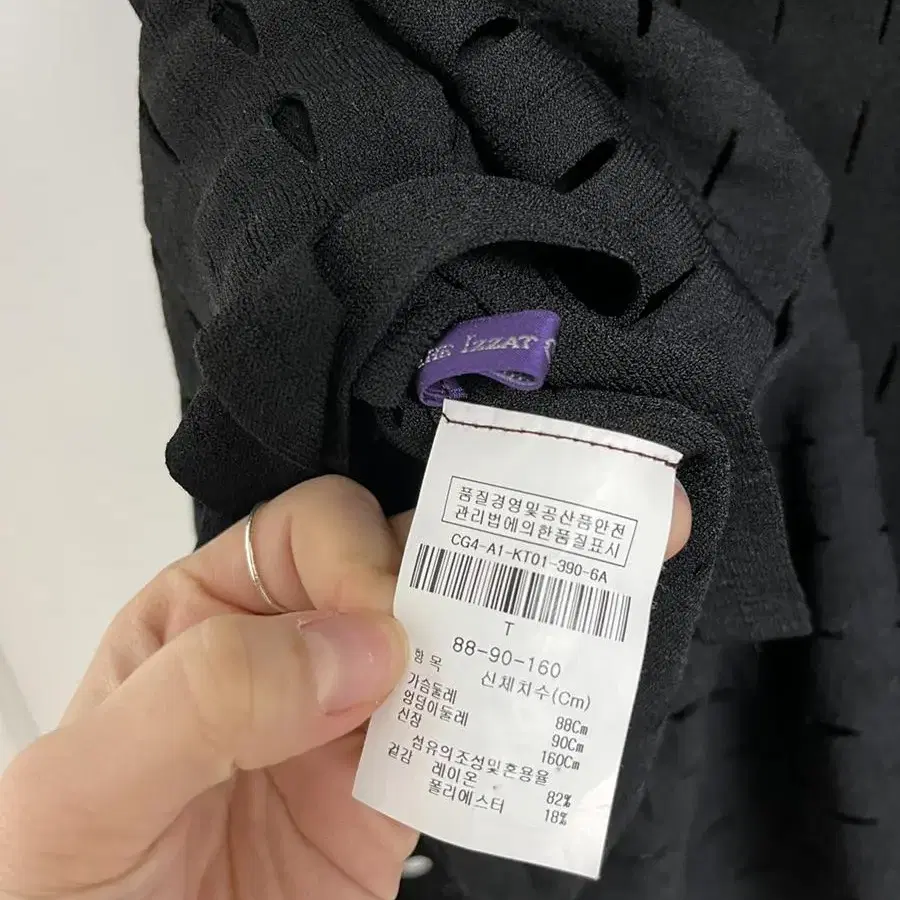 THE IZZAT
품질경영및공산품안전
관리법에의한품질표시
CG4-A1-KT01-390-6A
T
88-90-160
항 목 신체치수(Cm)
가슴둘레 88Cm
엉덩이둘레 90Cm
신장 160Cm
섬유의조성및혼용율
겉감 레이온 82%
폴리에스터 18%